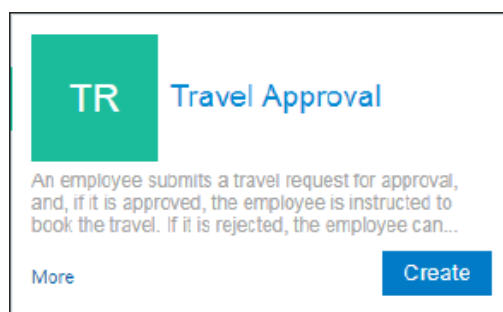 TR
Travel Approval
An employee submits a travel request for approval,
and, if it is approved, the employee is instructed to
book the travel. If it is rejected, the employee can...
More
Create